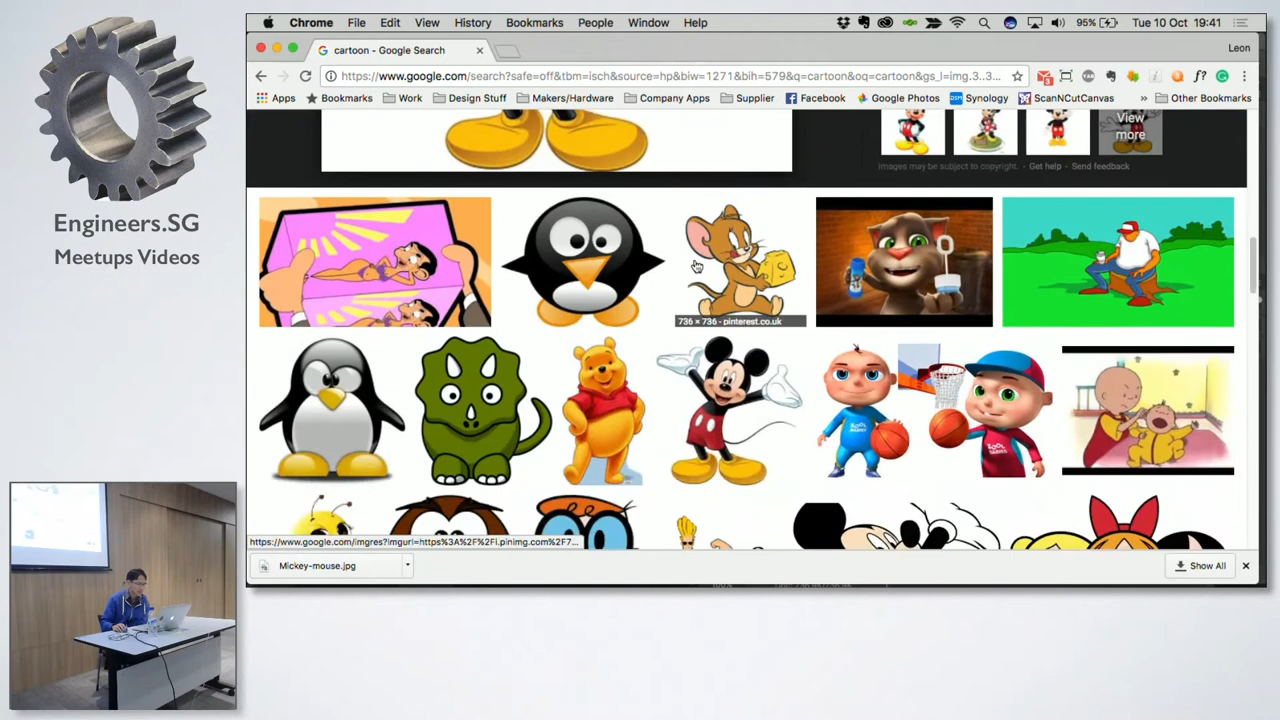 Engineers.SG
Meetups Videos
Chrome File Edit View History Bookmarks People Window Help
95% Tue 10 Oct 19:41
cartoon - Google Search
Leon
https://www.google.com/search?safe=off&tbm=isch&source=hp&biw=1271&bih=579&q=cartoon&oq=cartoon&gs_l=img.3..3...
Apps Bookmarks Work Design Stuff Makers/Hardware Company Apps Supplier Facebook Google Photos Synology ScanNCutCanvas » Other Bookmarks
View
more
images may be subject to copyright. - Get help - Send feedback
736 × 736 - pinterest.co.uk
https://www.google.com/imgres?imgurl=https%3A%2F%2Fi.pinimg.com%2F7...
Mickey-mouse.jpg
Show All